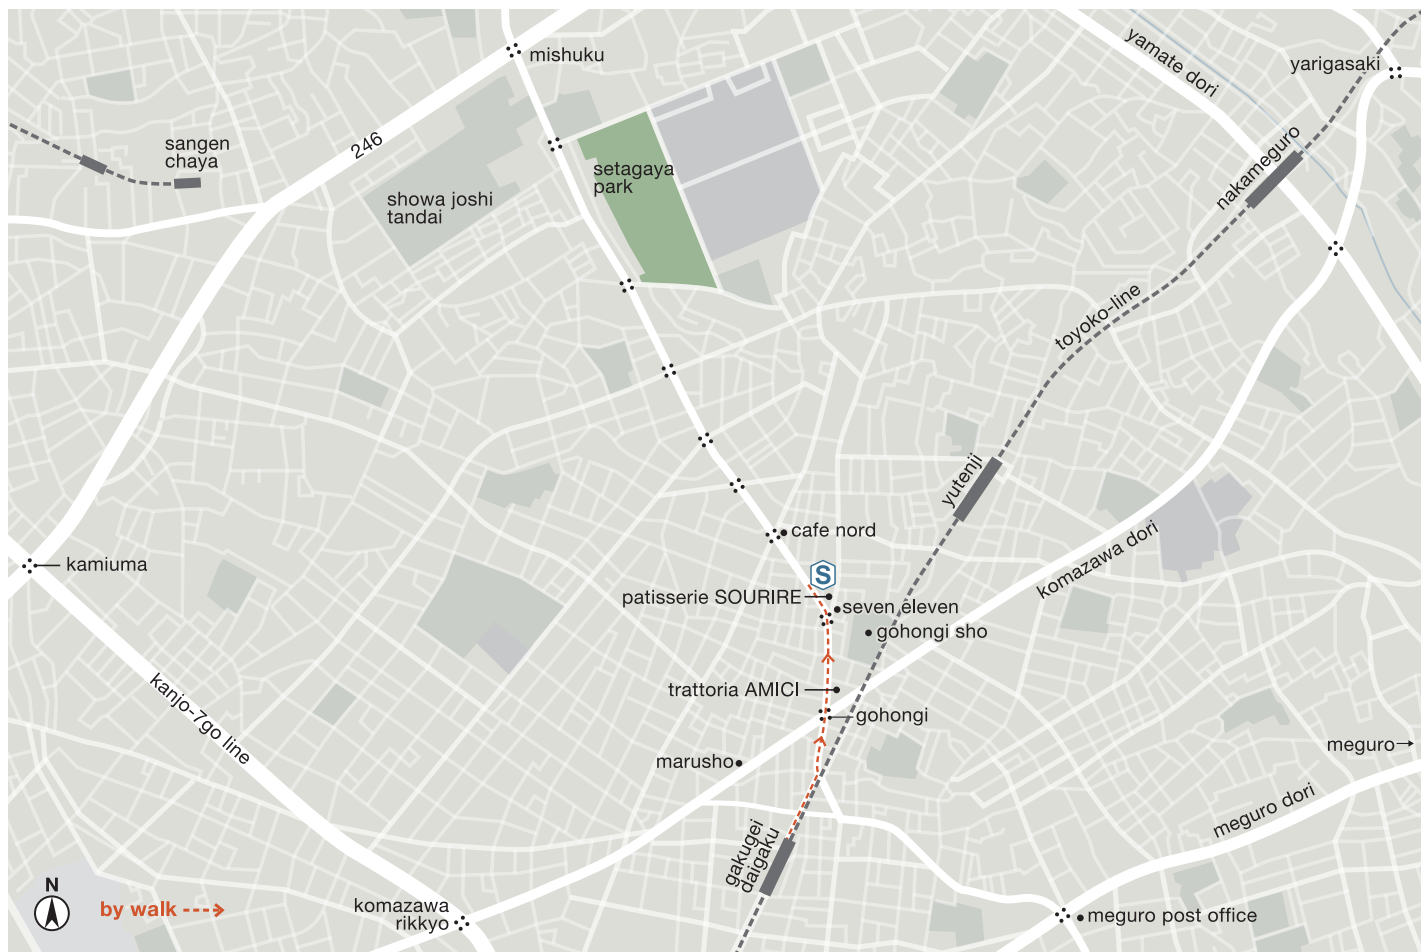 mishuku
yamate dori
yarigasaki
246
sangen
chaya
nakameguro
setagaya
park
showa joshi
tandai
toyoko-line
yutenji
cafe nord
komazawa dori
kamiuma
S
patisserie SOURIRE
seven eleven
gohongi sho
trattoria AMICI
gohongi
kanjo-7go line
marusho
meguro
meguro dori
gakugei
daigaku
N
by walk
komazawa
rikkyo
meguro post office